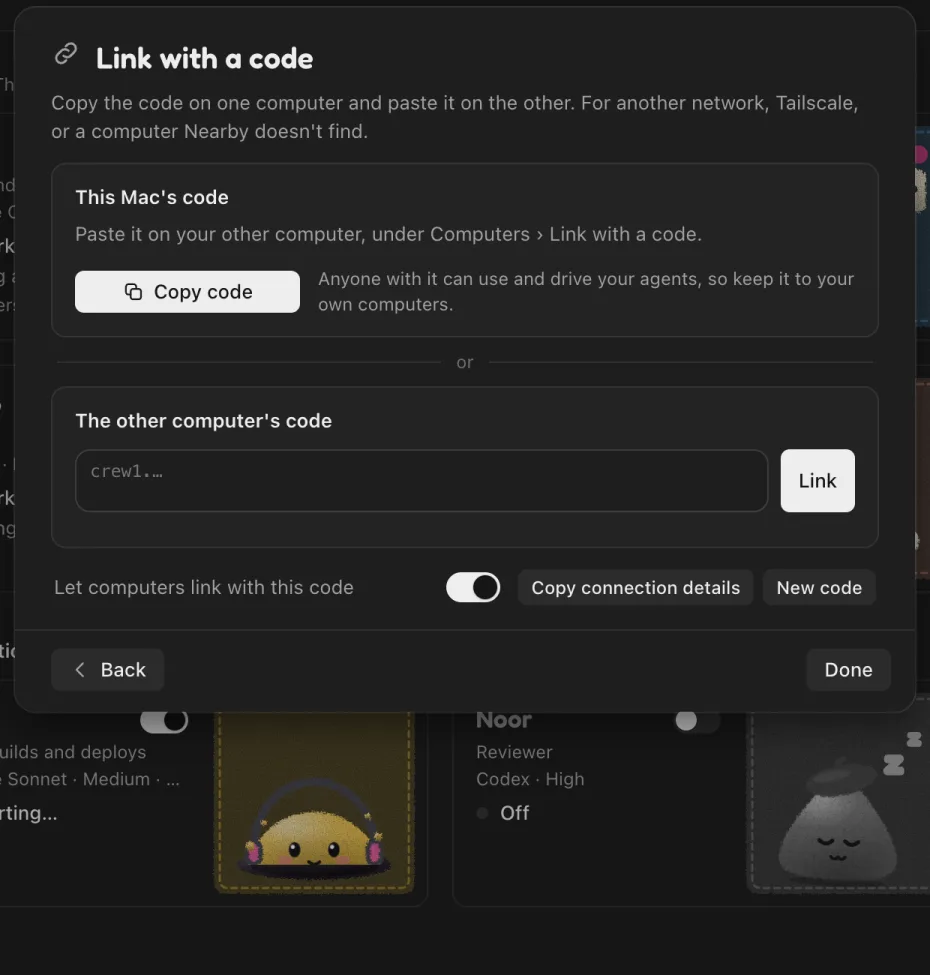 Link with a code
Copy the code on one computer and paste it on the other. For another network, Tailscale,
or a computer Nearby doesn't find.
This Mac's code
Paste it on your other computer, under Computers › Link with a code.
Copy code
Anyone with it can use and drive your agents, so keep it to your
own computers.
or
The other computer's code
crew1.…
Link
Let computers link with this code
Copy connection details
New code
Back
Done
Noor
uilds and deploys
Reviewer
Sonnet · Medium · ...
Codex · High
rting...
Off